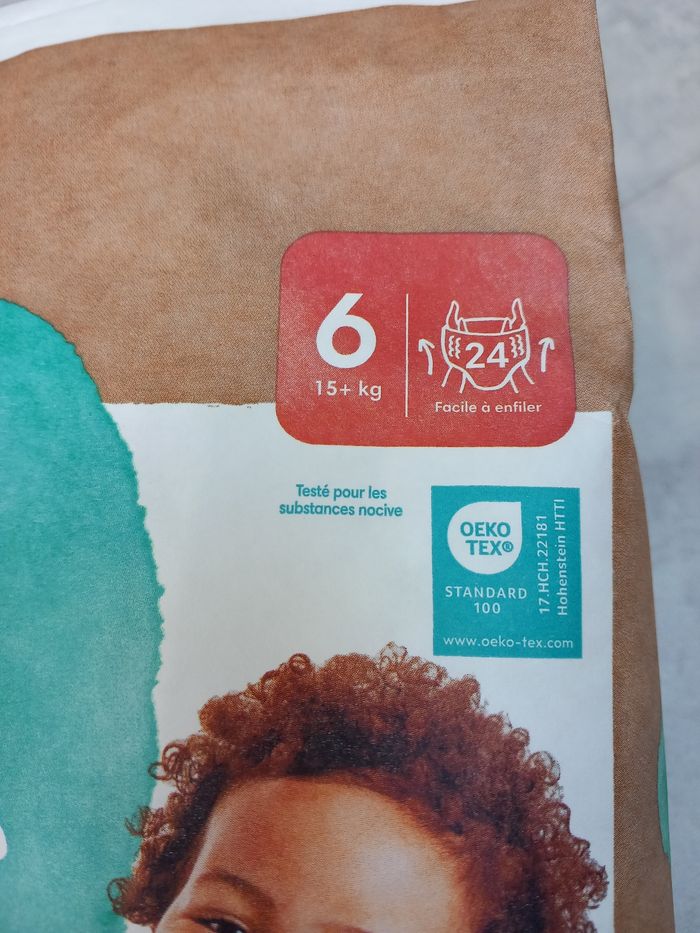 6
15+ kg
24
Facile à enfiler
Testé pour les
substances nocive
OEKO
TEX®
STANDARD
100
17.HCH.22181
Hohenstein HTTI
www.oeko-tex.com